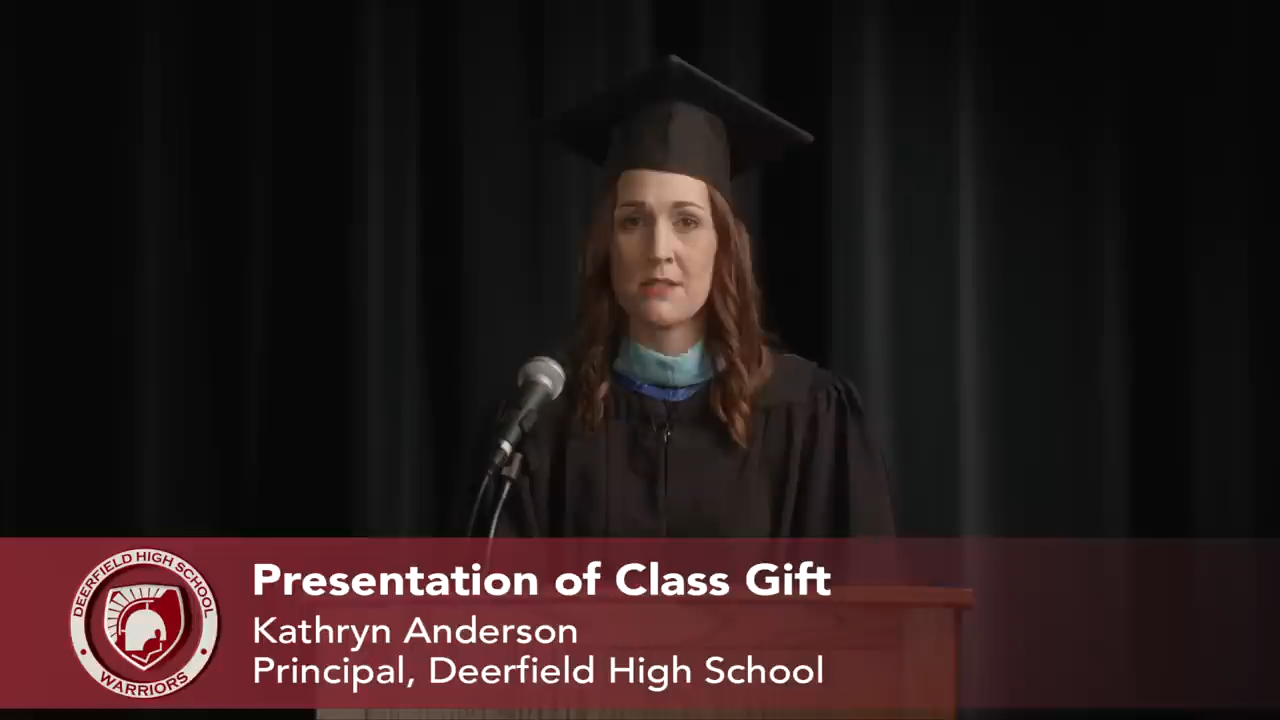 DEERFIELD HIGH SCHOOL
WARRIORS
Presentation of Class Gift
Kathryn Anderson
Principal, Deerfield High School